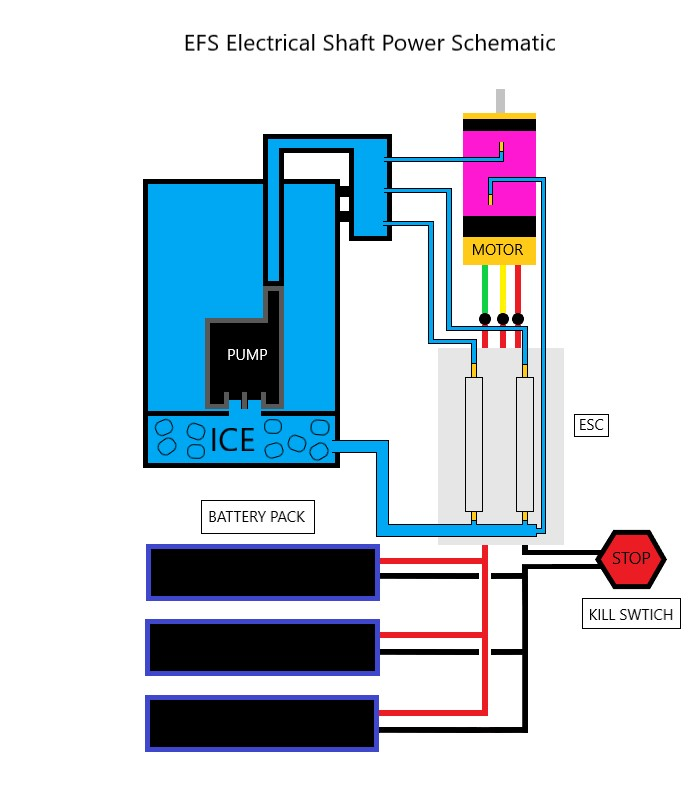 EFS Electrical Shaft Power Schematic
MOTOR
PUMP
ESC
ICE
BATTERY PACK
STOP
KILL SWTICH